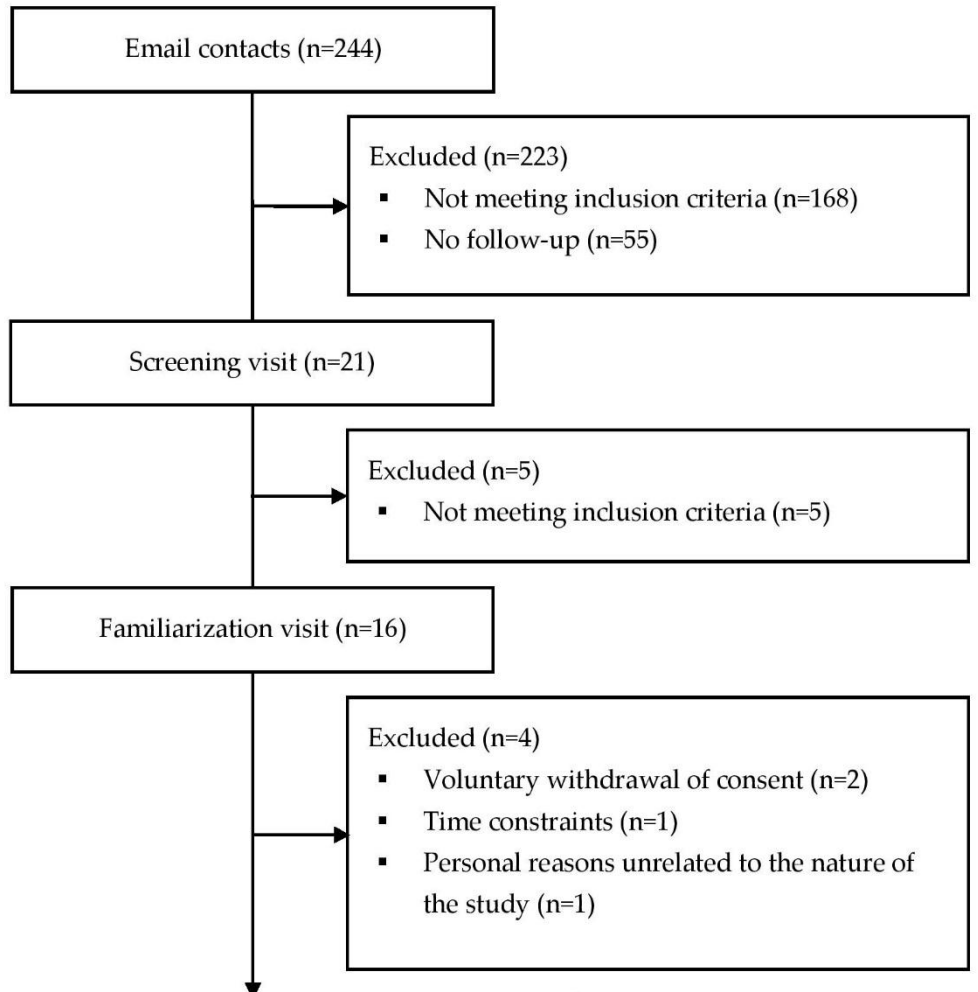 Email contacts (n=244)
Excluded (n=223)
▪ Not meeting inclusion criteria (n=168)
▪ No follow-up (n=55)
Screening visit (n=21)
Excluded (n=5)
▪ Not meeting inclusion criteria (n=5)
Familiarization visit (n=16)
Excluded (n=4)
▪ Voluntary withdrawal of consent (n=2)
▪ Time constraints (n=1)
▪ Personal reasons unrelated to the nature of
the study (n=1)